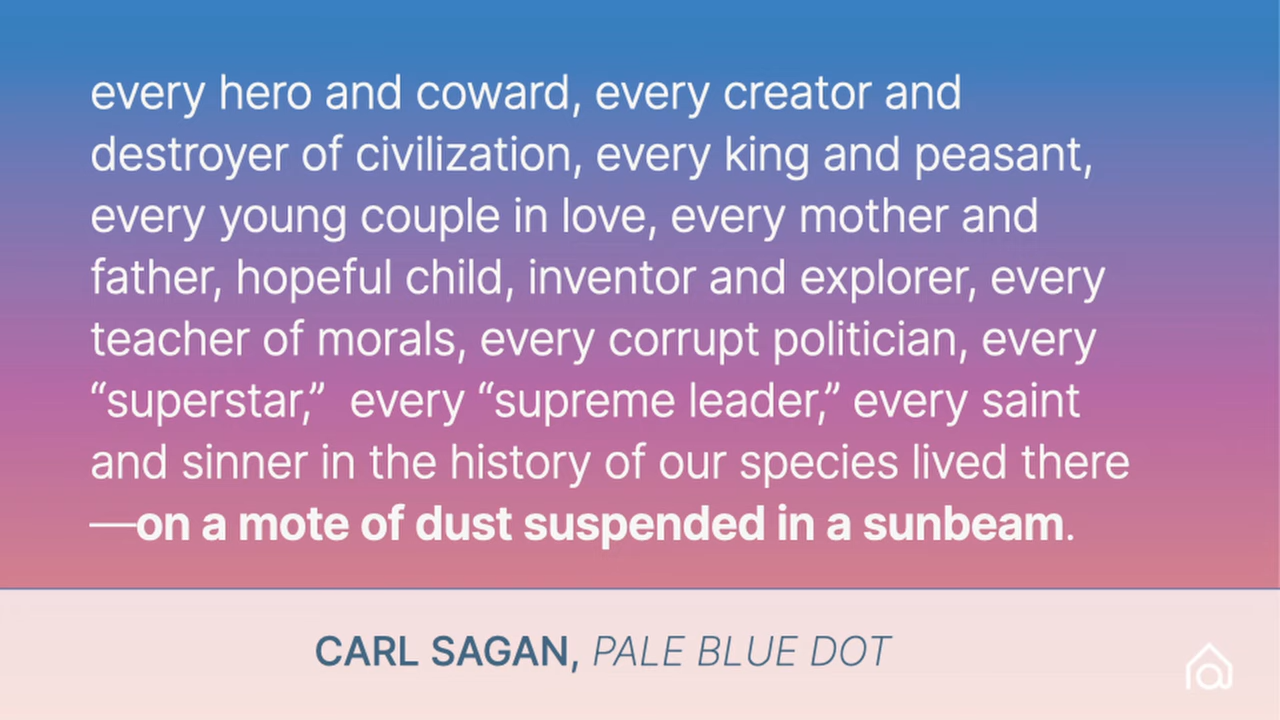 every hero and coward, every creator and
destroyer of civilization, every king and peasant,
every young couple in love, every mother and
father, hopeful child, inventor and explorer, every
teacher of morals, every corrupt politician, every
“superstar,”  every “supreme leader,” every saint
and sinner in the history of our species lived there
—on a mote of dust suspended in a sunbeam.
CARL SAGAN, PALE BLUE DOT